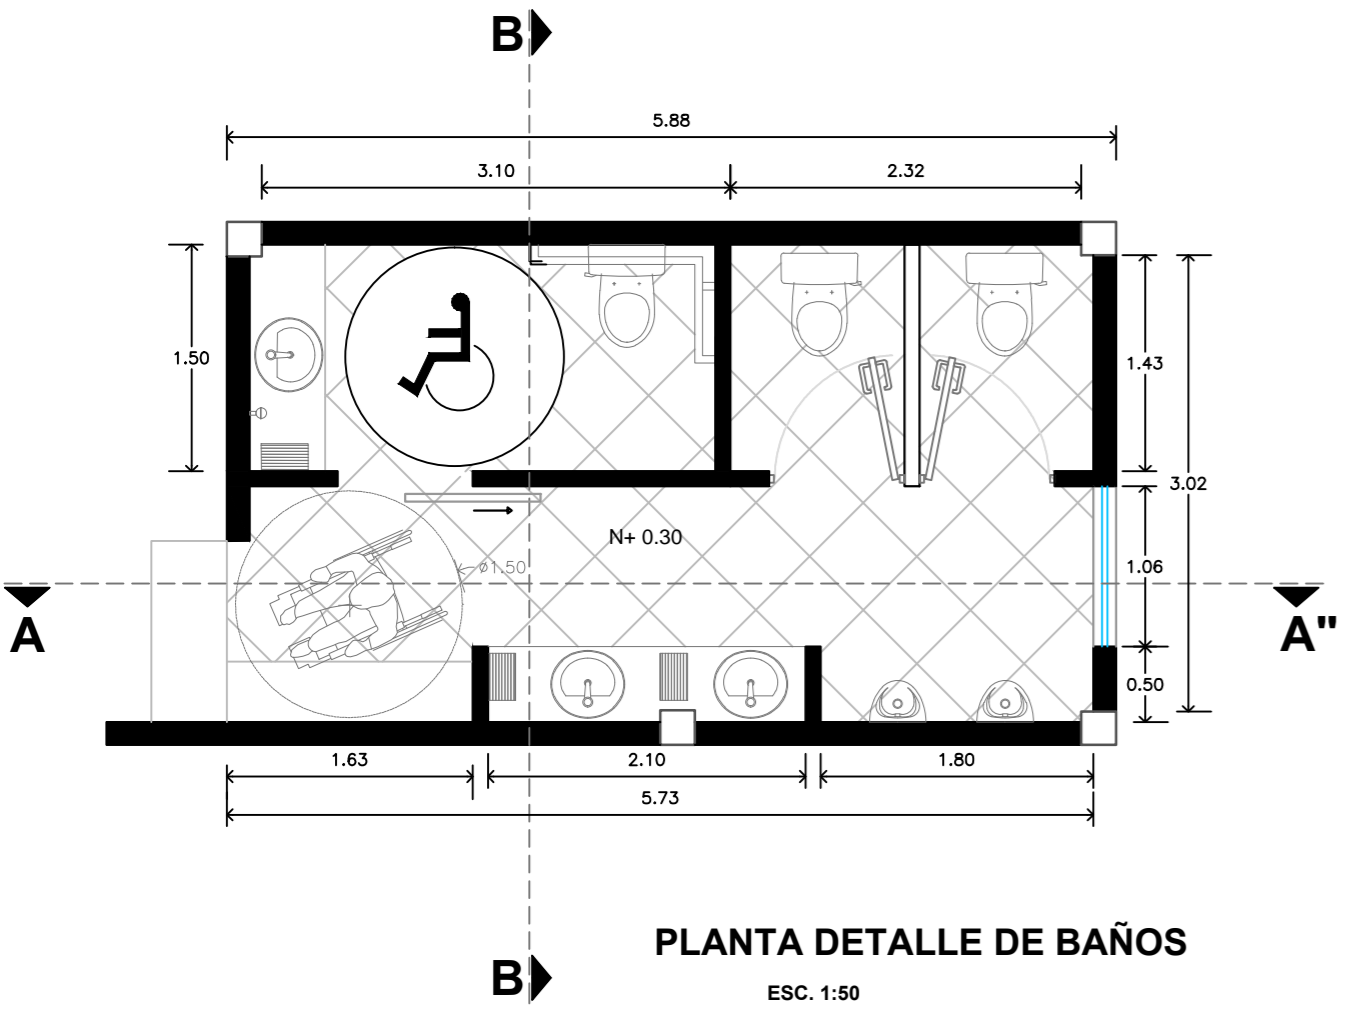 B
5.88
3.10 2.32
1.50
1.43
3.02
N+ 0.30
ø1.50
1.06
A
A"
0.50
1.63 2.10 1.80
5.73
PLANTA DETALLE DE BAÑOS
B
ESC. 1:50